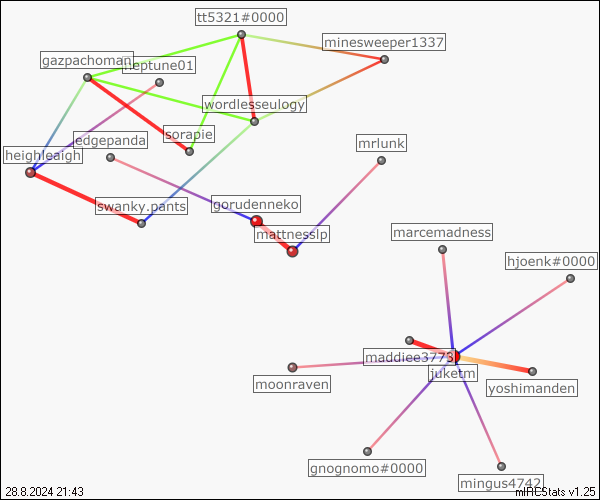 tt5321#0000
minesweeper1337
gazpachoman
neptune01
wordlesseulogy
sorapie
edgepanda
mrlunk
heighleaigh
swanky.pants
gorudenneko
mattnesslp
marcemadness
hjoenk#0000
maddiee3773
juketm
moonraven
yoshimanden
gnognomo#0000
mingus4742
28.8.2024 21:43
mIRCStats v1.25